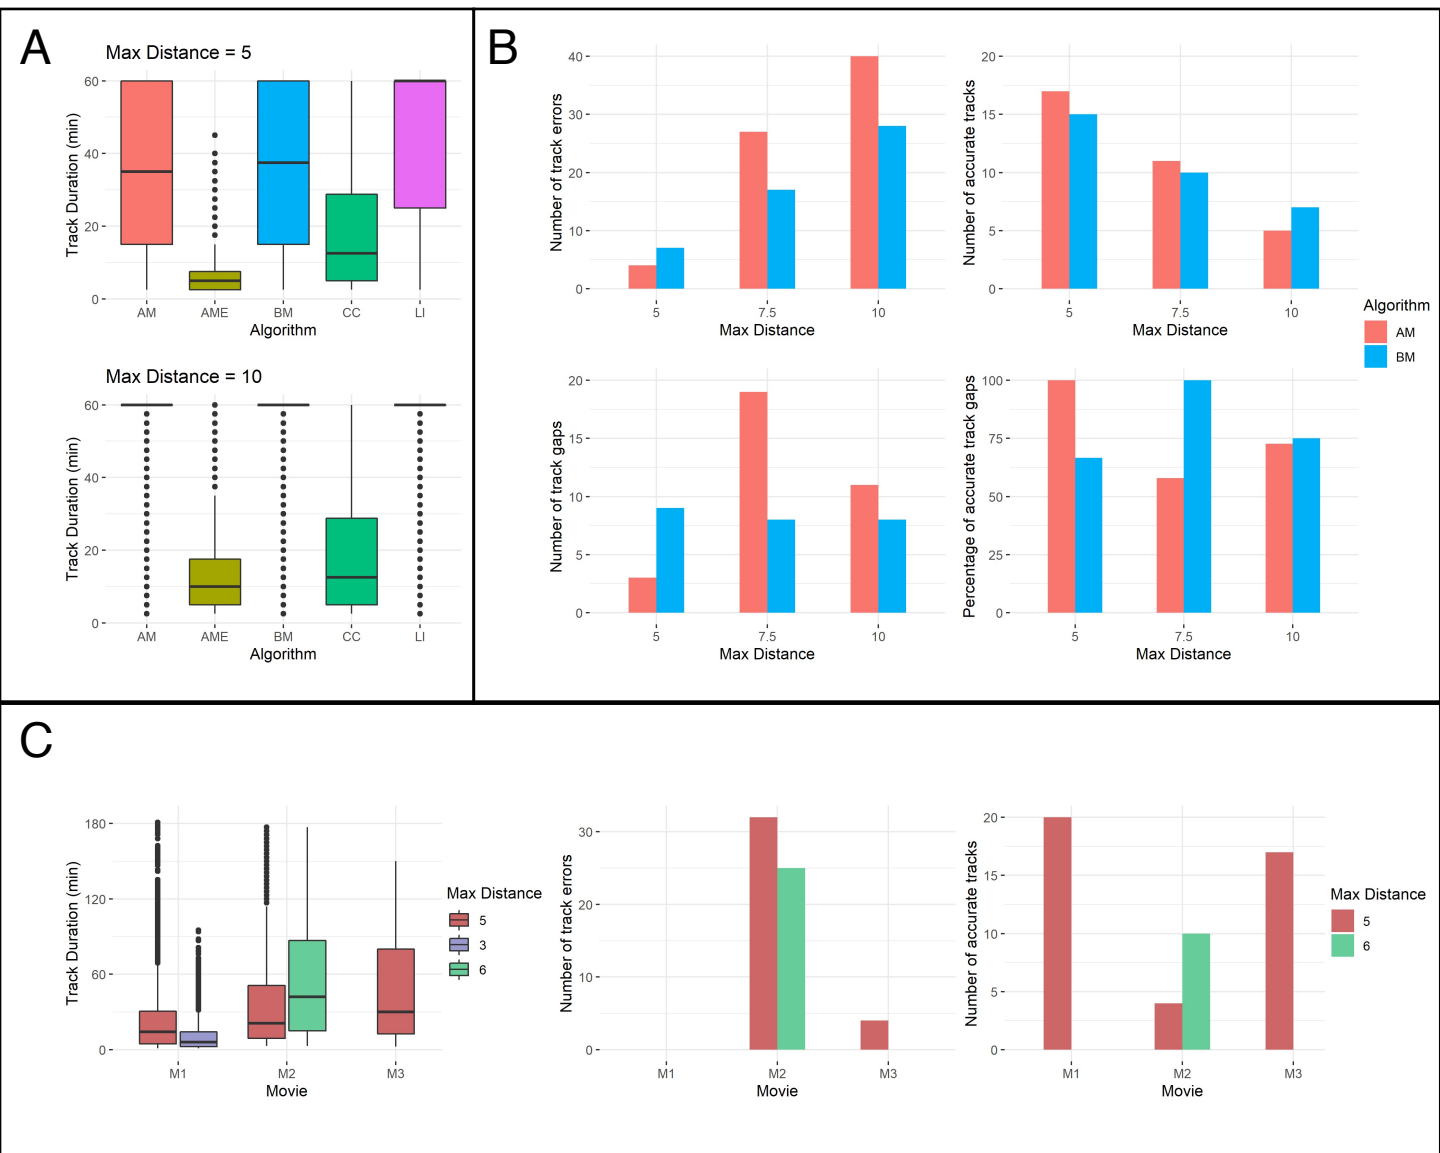 A
Max Distance = 5
Track Duration (min)
60
40
20
0
AM AME BM CC LI
Algorithm
Max Distance = 10
Track Duration (min)
60
40
20
0
AM AME BM CC LI
Algorithm
B
Number of track errors
40
30
20
10
0
5 7.5 10
Max Distance
Number of accurate tracks
20
15
10
5
0
5 7.5 10
Max Distance
Number of track gaps
20
15
10
5
0
5 7.5 10
Max Distance
Percentage of accurate track gaps
100
75
50
25
0
5 7.5 10
Max Distance
Algorithm
AM
BM
C
Track Duration (min)
180
120
60
0
M1 M2 M3
Movie
Max Distance
5
3
6
Number of track errors
30
20
10
0
M1 M2 M3
Movie
Number of accurate tracks
20
15
10
5
0
M1 M2 M3
Movie
Max Distance
5
6